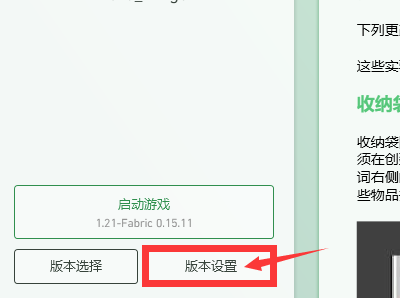 下列更
这些实
收纳袋
收纳袋
须在创
词右侧
些物品
启动游戏
1.21-Fabric 0.15.11
版本选择
版本设置